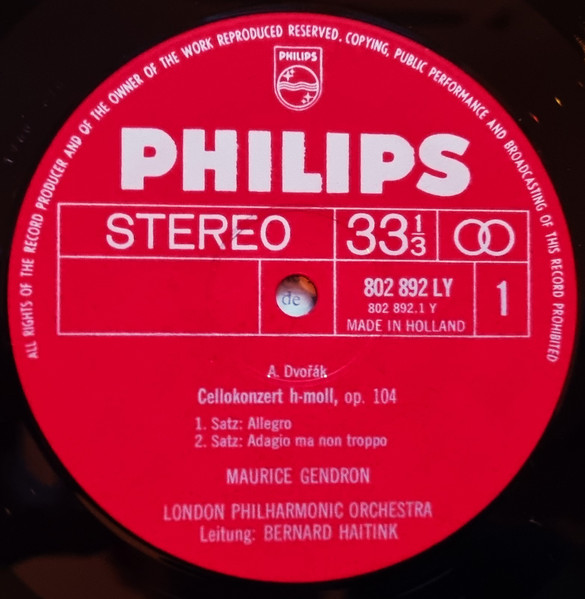 ALL RIGHTS OF THE RECORD PRODUCER AND OF THE OWNER OF THE WORK REPRODUCED RESERVED. COPYING, PUBLIC PERFORMANCE AND BROADCASTING OF THIS RECORD PROHIBITED
PHILIPS
PHILIPS
STEREO 33 1/3
802 892 LY 1
802 892.1 Y
MADE IN HOLLAND
de
A. Dvořák
Cellokonzert h-moll, op. 104
1. Satz: Allegro
2. Satz: Adagio ma non troppo
MAURICE GENDRON
LONDON PHILHARMONIC ORCHESTRA
Leitung: BERNARD HAITINK